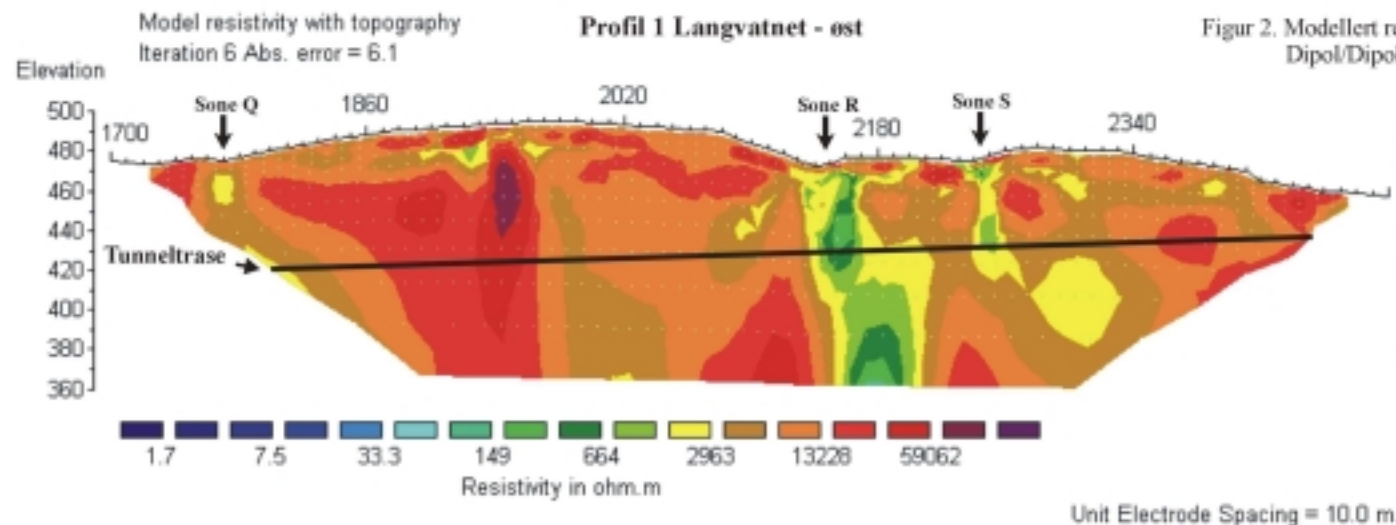 Model resistivity with topography
Iteration 6 Abs. error = 6.1
Profil 1 Langvatnet - øst
Figur 2. Modellert
Dipol/Dipol
Elevation
500
480
460
440
420
400
380
360
1700
Sone Q
1860
2020
Sone R
2180
Sone S
2340
Tunneltrase
1.7 7.5 33.3 149 664 2963 13228 59062
Resistivity in ohm.m
Unit Electrode Spacing = 10.0 m